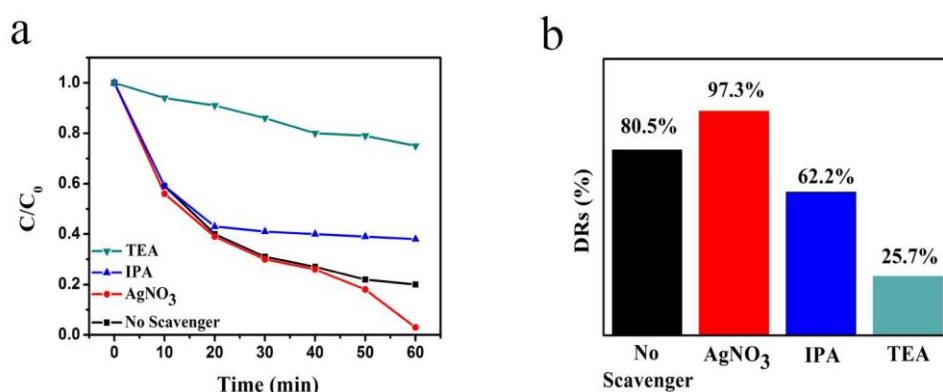 a
C/C₀
1.0
0.8
0.6
0.4
0.2
0.0
TEA
IPA
AgNO₃
No Scavenger
0 10 20 30 40 50 60
Time (min)
b
DRs (%)
80.5%
97.3%
62.2%
25.7%
No Scavenger
AgNO₃
IPA
TEA